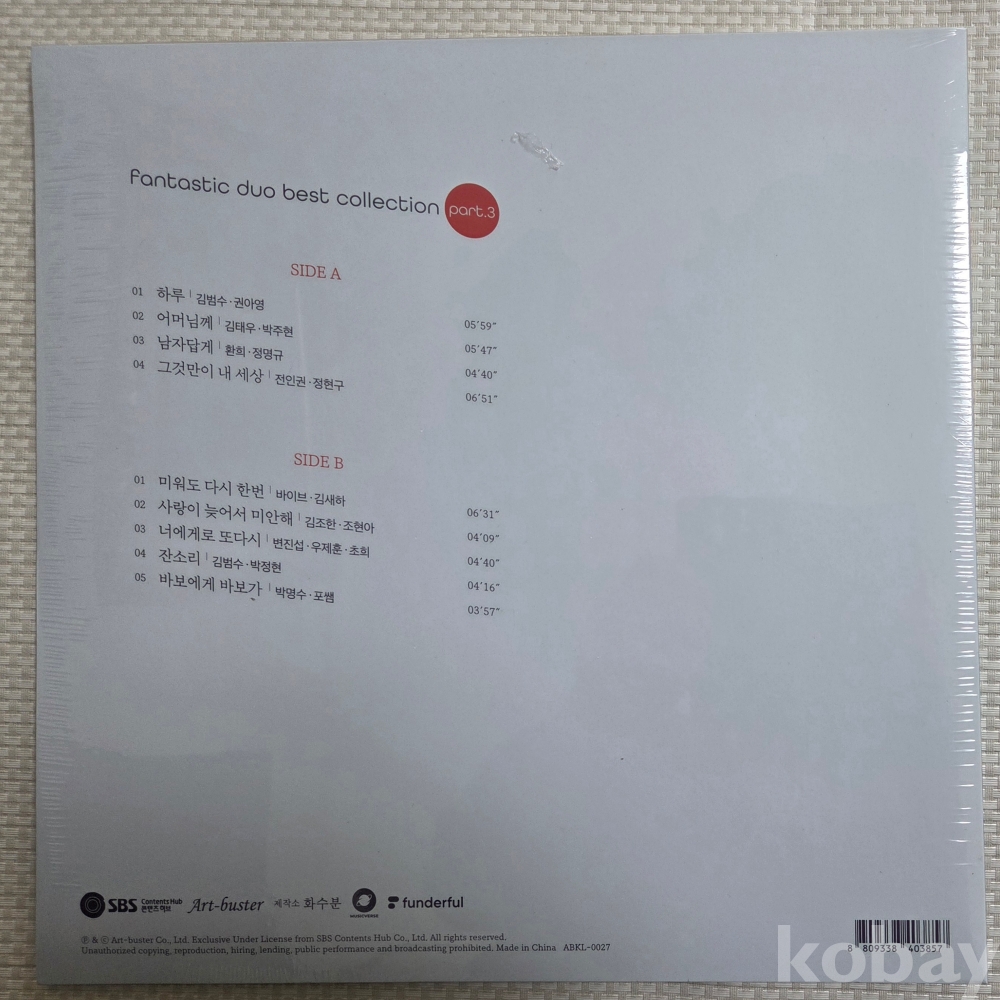 fantastic duo best collection part.3
SIDE A
01 하루 | 김범수·권아영 05'59"
02 어머님께 | 김태우·박주현 05'47"
03 남자답게 | 환희·정명규 04'40"
04 그것만이 내 세상 | 전인권·정현구 06'51"
SIDE B
01 미워도 다시 한번 | 바이브·김새하 06'31"
02 사랑이 늦어서 미안해 | 김조한·조현아 04'09"
03 너에게로 또다시 | 변진섭·우제훈·초희 04'40"
04 잔소리 | 김범수·박정현 04'16"
05 바보에게 바보가 | 박명수·포쌤 03'57"
SBS Contents Hub 콘텐츠허브 Art-buster 제작소 화수분 MUSICVERSE funderful
Ⓟ & ⓒ Art-buster Co., Ltd. Exclusive Under License from SBS Contents Hub Co., Ltd. All rights reserved.
Unauthorized copying, reproduction, hiring, lending, public performance and broadcasting prohibited. Made in China ABKL-0027
8 809338 403857
kobay